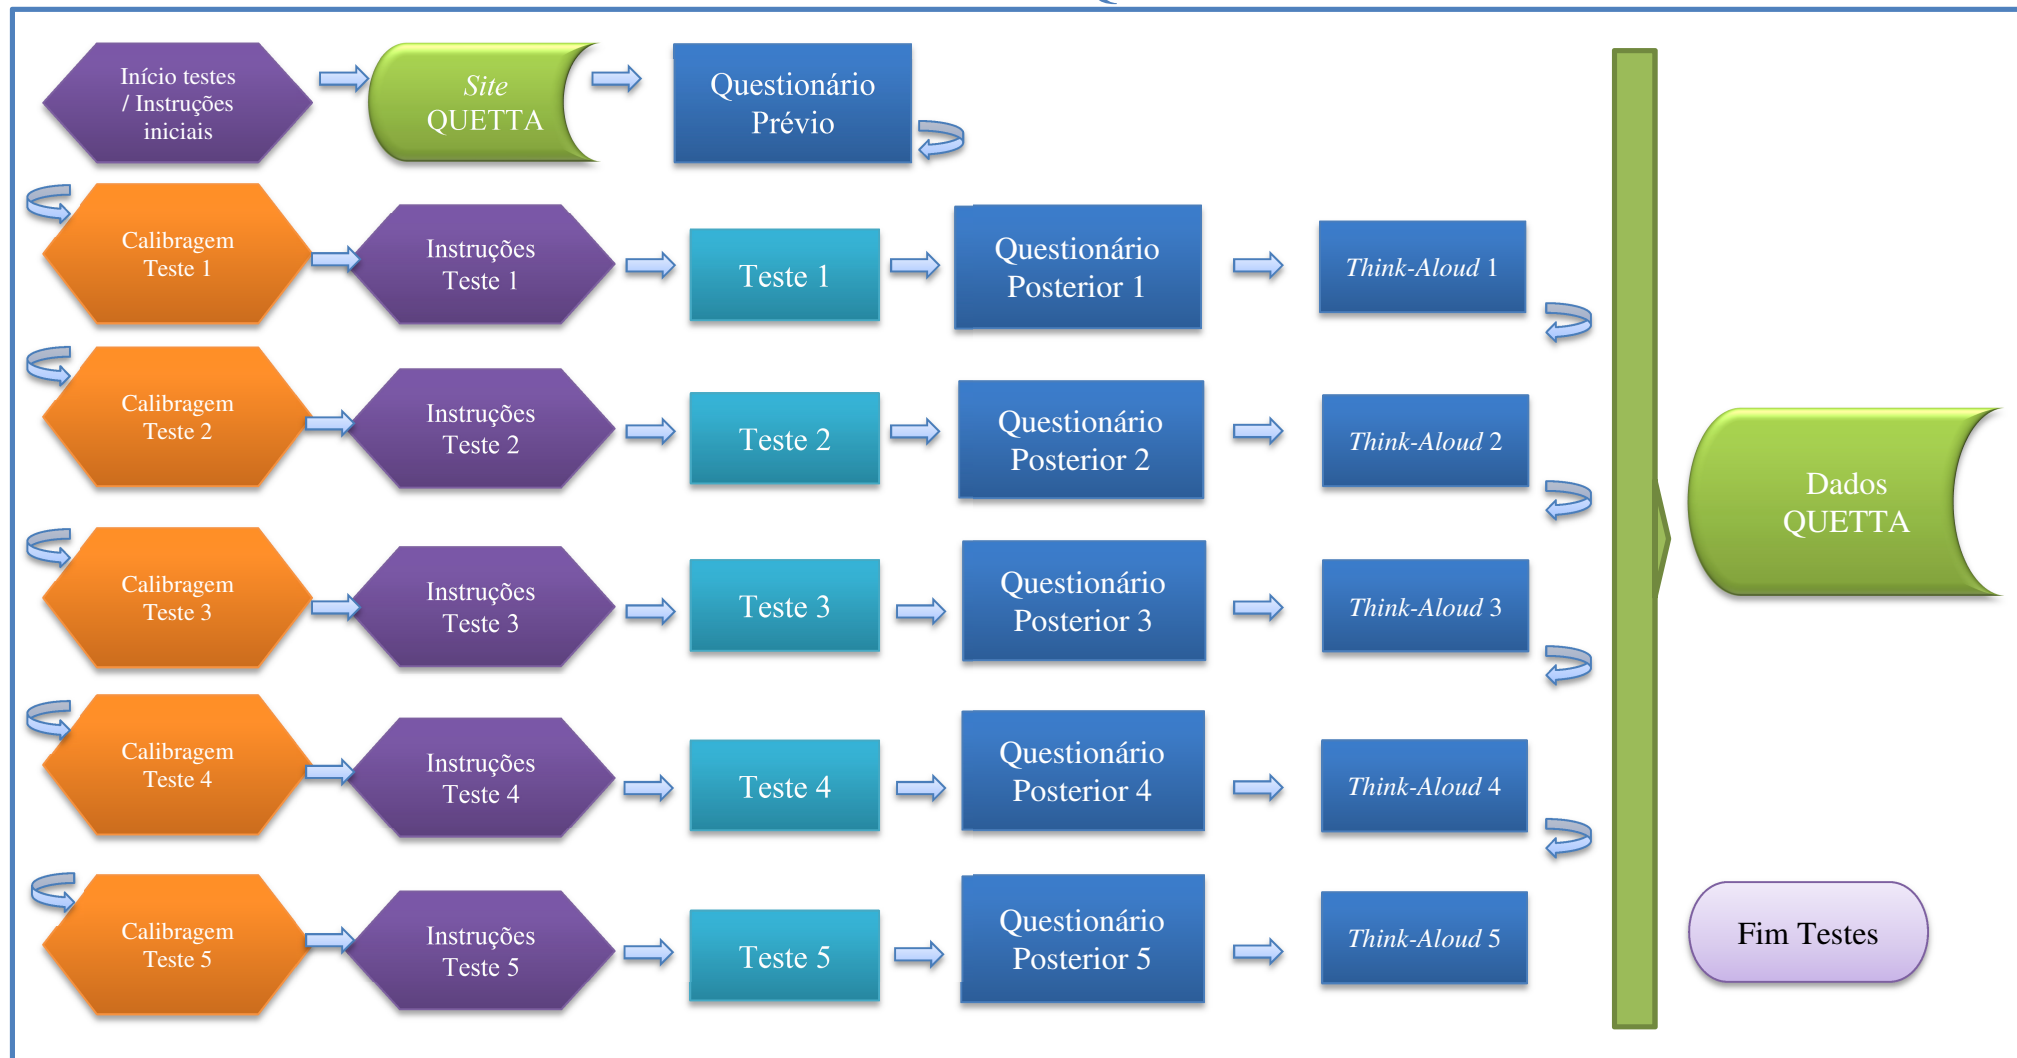 Início testes
/ Instruções
iniciais
Site
QUETTA
Questionário
Prévio
Calibragem
Teste 1
Instruções
Teste 1
Teste 1
Questionário
Posterior 1
Think-Aloud 1
Calibragem
Teste 2
Instruções
Teste 2
Teste 2
Questionário
Posterior 2
Think-Aloud 2
Calibragem
Teste 3
Instruções
Teste 3
Teste 3
Questionário
Posterior 3
Think-Aloud 3
Calibragem
Teste 4
Instruções
Teste 4
Teste 4
Questionário
Posterior 4
Think-Aloud 4
Calibragem
Teste 5
Instruções
Teste 5
Teste 5
Questionário
Posterior 5
Think-Aloud 5
Dados
QUETTA
Fim Testes